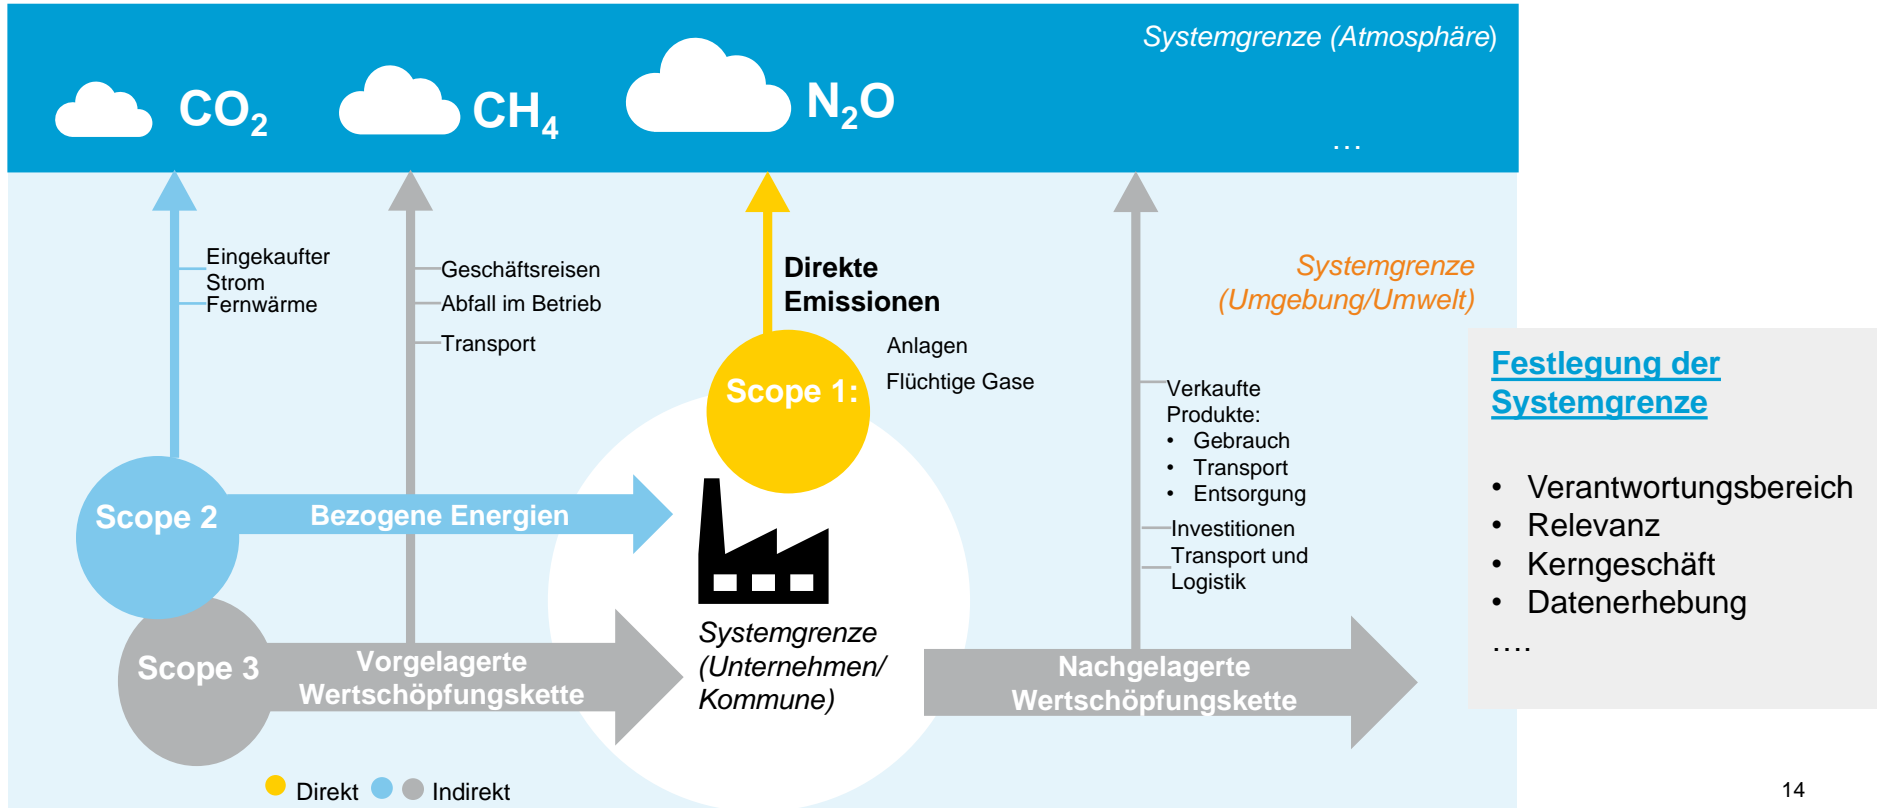 Systemgrenze (Atmosphäre)
CO₂
CH₄
N₂O
…
Eingekaufter
Strom
Fernwärme
Geschäftsreisen
Abfall im Betrieb
Transport
Direkte
Emissionen
Anlagen
Flüchtige Gase
Scope 1:
Systemgrenze
(Umgebung/Umwelt)
Verkaufte
Produkte:
• Gebrauch
• Transport
• Entsorgung
Investitionen
Transport und
Logistik
Scope 2
Bezogene Energien
Scope 3
Vorgelagerte
Wertschöpfungskette
Systemgrenze
(Unternehmen/
Kommune)
Nachgelagerte
Wertschöpfungskette
Festlegung der
Systemgrenze
• Verantwortungsbereich
• Relevanz
• Kerngeschäft
• Datenerhebung
….
Direkt
Indirekt
14